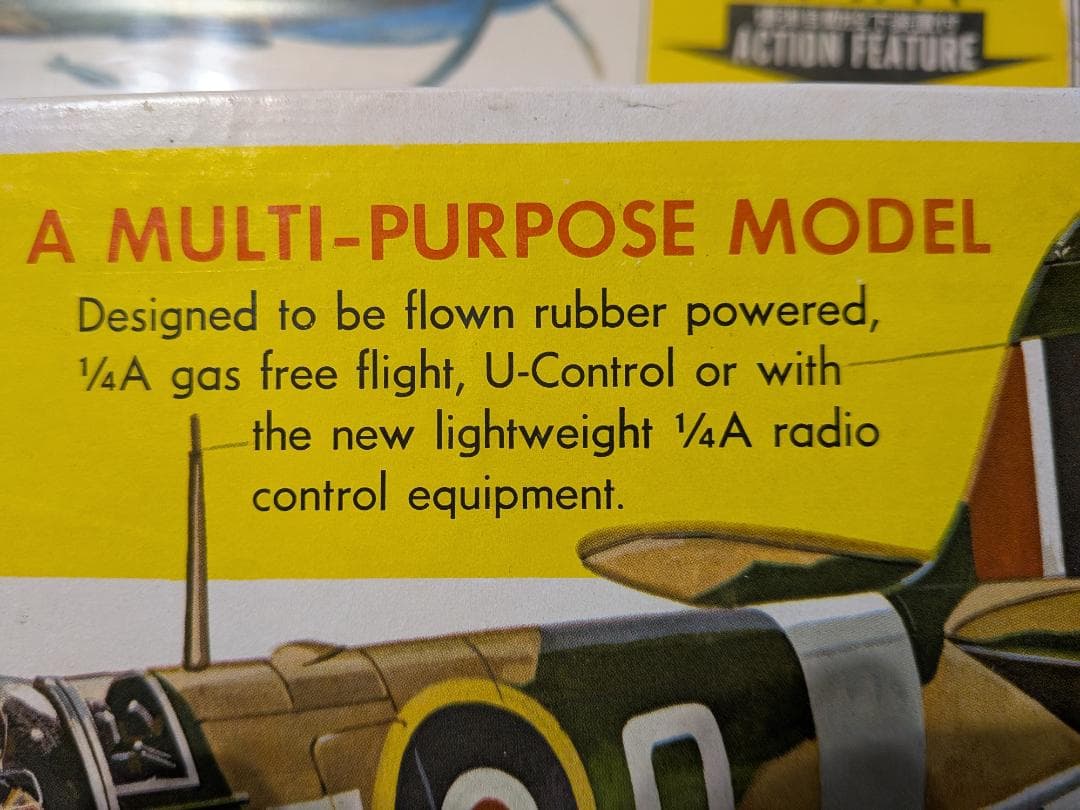 ACTION FEATURE
A MULTI-PURPOSE MODEL
Designed to be flown rubber powered,
¼A gas free flight, U-Control or with
the new lightweight ¼A radio
control equipment.